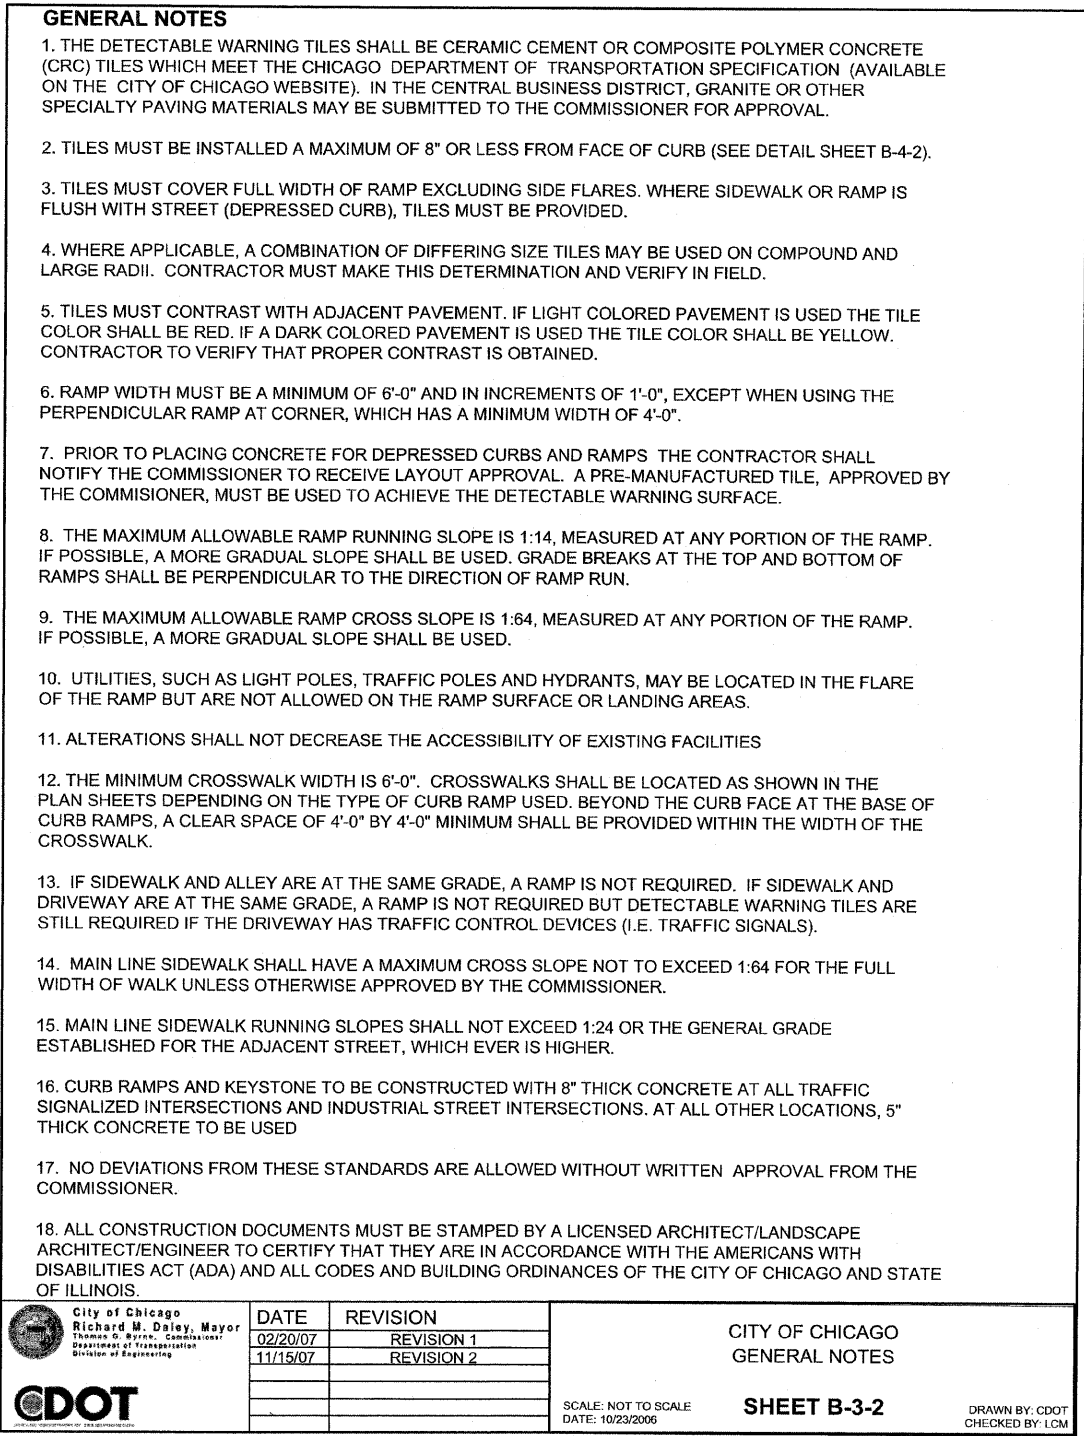 GENERAL NOTES
1. THE DETECTABLE WARNING TILES SHALL BE CERAMIC CEMENT OR COMPOSITE POLYMER CONCRETE
(CRC) TILES WHICH MEET THE CHICAGO DEPARTMENT OF TRANSPORTATION SPECIFICATION (AVAILABLE
ON THE CITY OF CHICAGO WEBSITE). IN THE CENTRAL BUSINESS DISTRICT, GRANITE OR OTHER
SPECIALTY PAVING MATERIALS MAY BE SUBMITTED TO THE COMMISSIONER FOR APPROVAL.
2. TILES MUST BE INSTALLED A MAXIMUM OF 8" OR LESS FROM FACE OF CURB (SEE DETAIL SHEET B-4-2).
3. TILES MUST COVER FULL WIDTH OF RAMP EXCLUDING SIDE FLARES. WHERE SIDEWALK OR RAMP IS
FLUSH WITH STREET (DEPRESSED CURB), TILES MUST BE PROVIDED.
4. WHERE APPLICABLE, A COMBINATION OF DIFFERING SIZE TILES MAY BE USED ON COMPOUND AND
LARGE RADII. CONTRACTOR MUST MAKE THIS DETERMINATION AND VERIFY IN FIELD.
5. TILES MUST CONTRAST WITH ADJACENT PAVEMENT. IF LIGHT COLORED PAVEMENT IS USED THE TILE
COLOR SHALL BE RED. IF A DARK COLORED PAVEMENT IS USED THE TILE COLOR SHALL BE YELLOW.
CONTRACTOR TO VERIFY THAT PROPER CONTRAST IS OBTAINED.
6. RAMP WIDTH MUST BE A MINIMUM OF 6'-0" AND IN INCREMENTS OF 1'-0", EXCEPT WHEN USING THE
PERPENDICULAR RAMP AT CORNER, WHICH HAS A MINIMUM WIDTH OF 4'-0".
7. PRIOR TO PLACING CONCRETE FOR DEPRESSED CURBS AND RAMPS THE CONTRACTOR SHALL
NOTIFY THE COMMISSIONER TO RECEIVE LAYOUT APPROVAL. A PRE-MANUFACTURED TILE, APPROVED BY
THE COMMISIONER, MUST BE USED TO ACHIEVE THE DETECTABLE WARNING SURFACE.
8. THE MAXIMUM ALLOWABLE RAMP RUNNING SLOPE IS 1:14, MEASURED AT ANY PORTION OF THE RAMP.
IF POSSIBLE, A MORE GRADUAL SLOPE SHALL BE USED. GRADE BREAKS AT THE TOP AND BOTTOM OF
RAMPS SHALL BE PERPENDICULAR TO THE DIRECTION OF RAMP RUN.
9. THE MAXIMUM ALLOWABLE RAMP CROSS SLOPE IS 1:64, MEASURED AT ANY PORTION OF THE RAMP.
IF POSSIBLE, A MORE GRADUAL SLOPE SHALL BE USED.
10. UTILITIES, SUCH AS LIGHT POLES, TRAFFIC POLES AND HYDRANTS, MAY BE LOCATED IN THE FLARE
OF THE RAMP BUT ARE NOT ALLOWED ON THE RAMP SURFACE OR LANDING AREAS.
11. ALTERATIONS SHALL NOT DECREASE THE ACCESSIBILITY OF EXISTING FACILITIES
12. THE MINIMUM CROSSWALK WIDTH IS 6'-0". CROSSWALKS SHALL BE LOCATED AS SHOWN IN THE
PLAN SHEETS DEPENDING ON THE TYPE OF CURB RAMP USED. BEYOND THE CURB FACE AT THE BASE OF
CURB RAMPS, A CLEAR SPACE OF 4'-0" BY 4'-0" MINIMUM SHALL BE PROVIDED WITHIN THE WIDTH OF THE
CROSSWALK.
13. IF SIDEWALK AND ALLEY ARE AT THE SAME GRADE, A RAMP IS NOT REQUIRED. IF SIDEWALK AND
DRIVEWAY ARE AT THE SAME GRADE, A RAMP IS NOT REQUIRED BUT DETECTABLE WARNING TILES ARE
STILL REQUIRED IF THE DRIVEWAY HAS TRAFFIC CONTROL DEVICES (I.E. TRAFFIC SIGNALS).
14. MAIN LINE SIDEWALK SHALL HAVE A MAXIMUM CROSS SLOPE NOT TO EXCEED 1:64 FOR THE FULL
WIDTH OF WALK UNLESS OTHERWISE APPROVED BY THE COMMISSIONER.
15. MAIN LINE SIDEWALK RUNNING SLOPES SHALL NOT EXCEED 1:24 OR THE GENERAL GRADE
ESTABLISHED FOR THE ADJACENT STREET, WHICH EVER IS HIGHER.
16. CURB RAMPS AND KEYSTONE TO BE CONSTRUCTED WITH 8" THICK CONCRETE AT ALL TRAFFIC
SIGNALIZED INTERSECTIONS AND INDUSTRIAL STREET INTERSECTIONS. AT ALL OTHER LOCATIONS, 5"
THICK CONCRETE TO BE USED
17. NO DEVIATIONS FROM THESE STANDARDS ARE ALLOWED WITHOUT WRITTEN APPROVAL FROM THE
COMMISSIONER.
18. ALL CONSTRUCTION DOCUMENTS MUST BE STAMPED BY A LICENSED ARCHITECT/LANDSCAPE
ARCHITECT/ENGINEER TO CERTIFY THAT THEY ARE IN ACCORDANCE WITH THE AMERICANS WITH
DISABILITIES ACT (ADA) AND ALL CODES AND BUILDING ORDINANCES OF THE CITY OF CHICAGO AND STATE
OF ILLINOIS.
City of Chicago
Richard M. Daley, Mayor
Thomas G. Byrne, Commissioner
Department of Transportation
Division of Engineering
CDOT
DATE REVISION
02/20/07 REVISION 1
11/15/07 REVISION 2
CITY OF CHICAGO
GENERAL NOTES
SCALE: NOT TO SCALE
DATE: 10/23/2006
SHEET B-3-2
DRAWN BY: CDOT
CHECKED BY: LCM